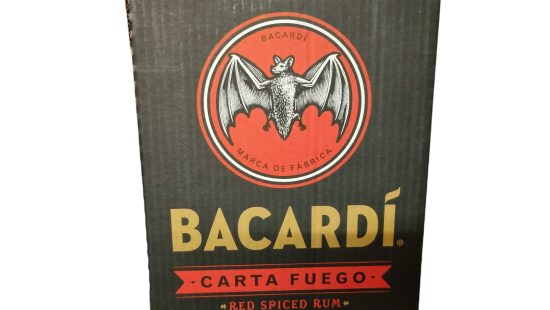 BACARDÍ
MARCA DE FÁBRICA
BACARDÍ®
· CARTA FUEGO ·
RED SPICED RUM